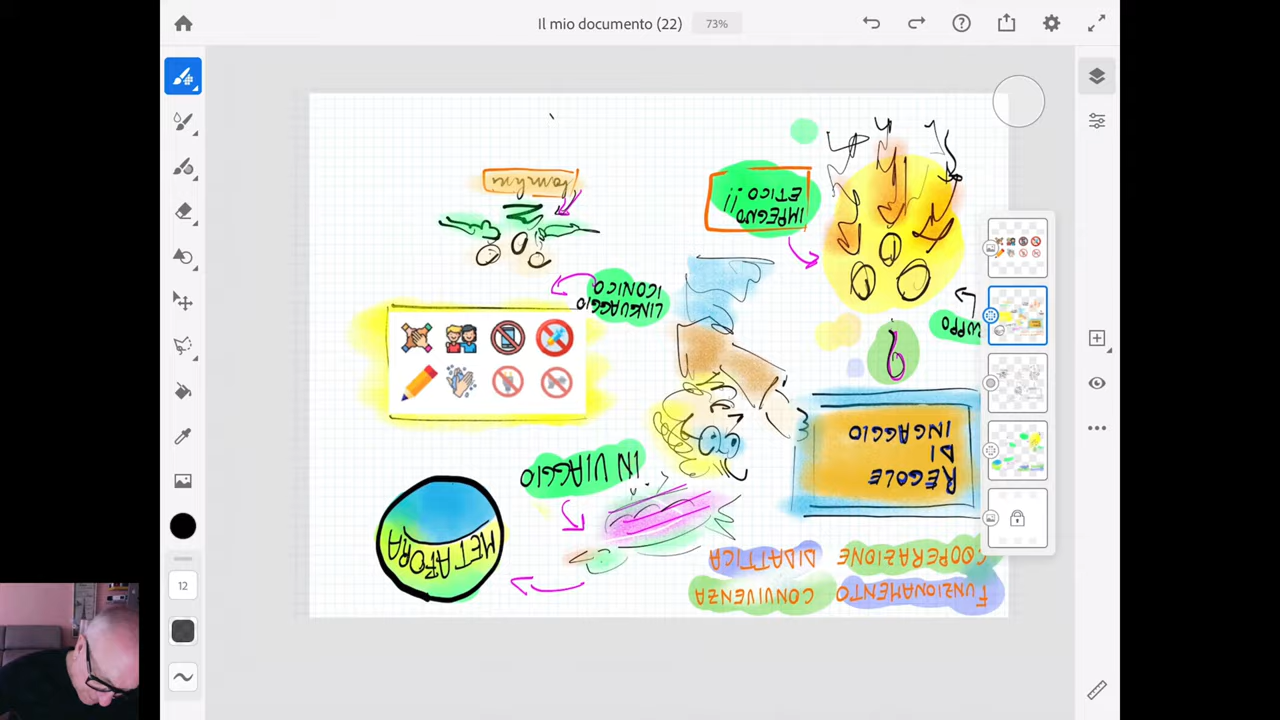 Il mio documento (22) 73%
FUNZIONAMENTO CONVIVENZA
COOPERAZIONE DIDATTICA
REGOLE
DI
INGAGGIO
IN VIAGGIO
METAFORA
LINGUAGGIO
ICONICO
UPPO
IMPEGNO
ETICO!!
12